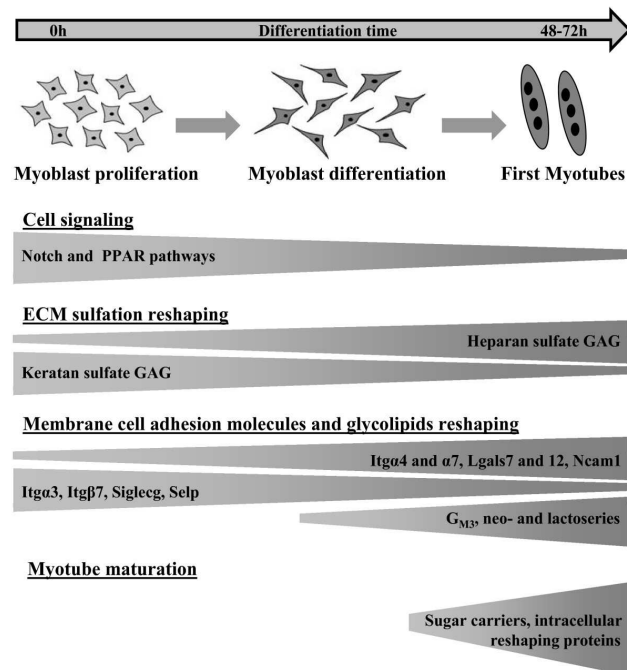 0h Differentiation time 48-72h
Myoblast proliferation Myoblast differentiation First Myotubes
Cell signaling
Notch and PPAR pathways
ECM sulfation reshaping
Heparan sulfate GAG
Keratan sulfate GAG
Membrane cell adhesion molecules and glycolipids reshaping
Itgα4 and α7, Lgals7 and 12, Ncam1
Itgα3, Itgβ7, Siglecg, Selp
GM3, neo- and lactoseries
Myotube maturation
Sugar carriers, intracellular
reshaping proteins